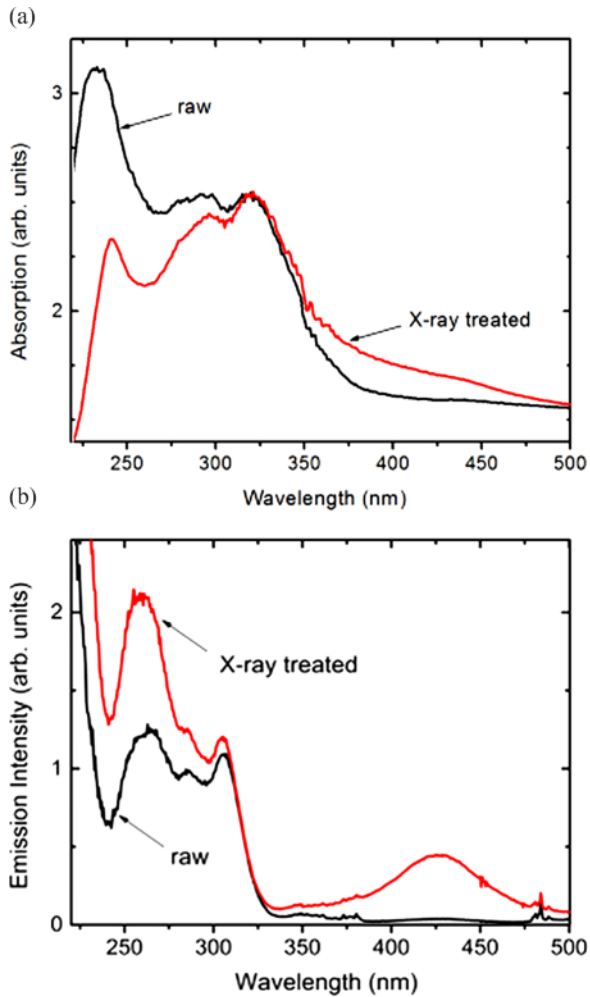 (a)
3
raw
2
X-ray treated
Absorption (arb. units)
250 300 350 400 450 500
Wavelength (nm)
(b)
2
X-ray treated
1
raw
0
Emission Intensity (arb. units)
250 300 350 400 450 500
Wavelength (nm)